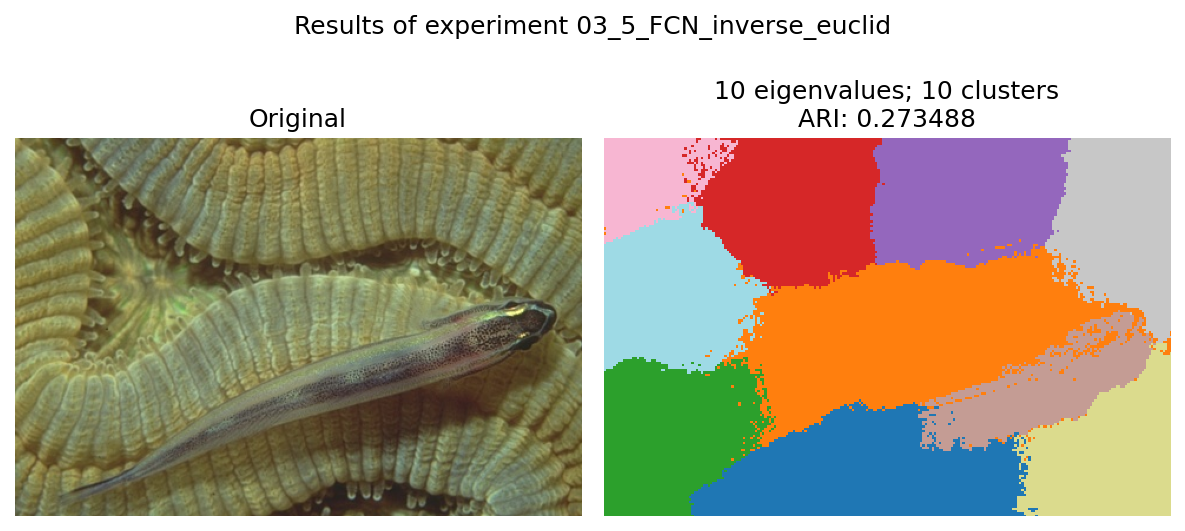 Results of experiment 03_5_FCN_inverse_euclid
Original
10 eigenvalues; 10 clusters
ARI: 0.273488